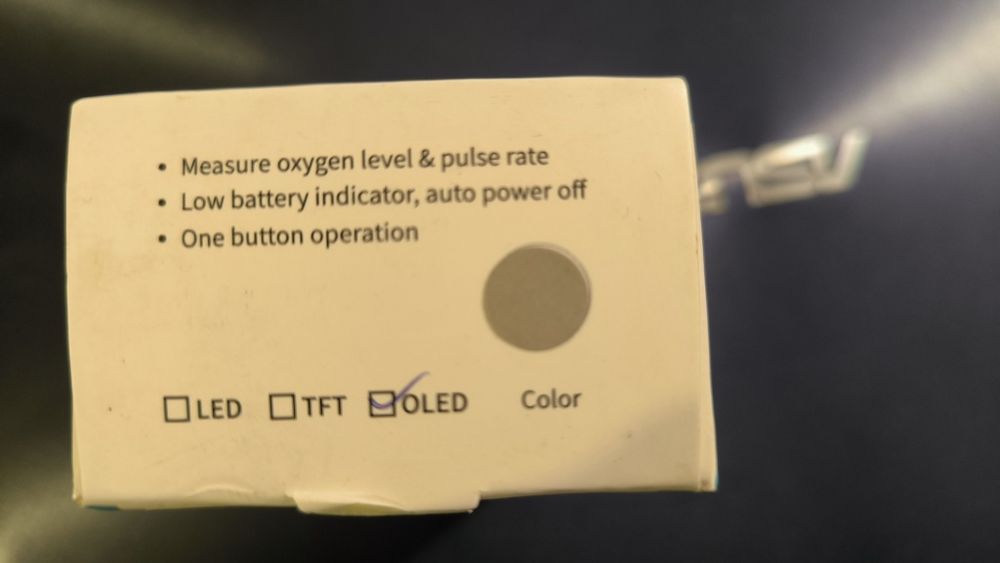 • Measure oxygen level & pulse rate
• Low battery indicator, auto power off
• One button operation
☐ LED ☐ TFT ☑ OLED Color